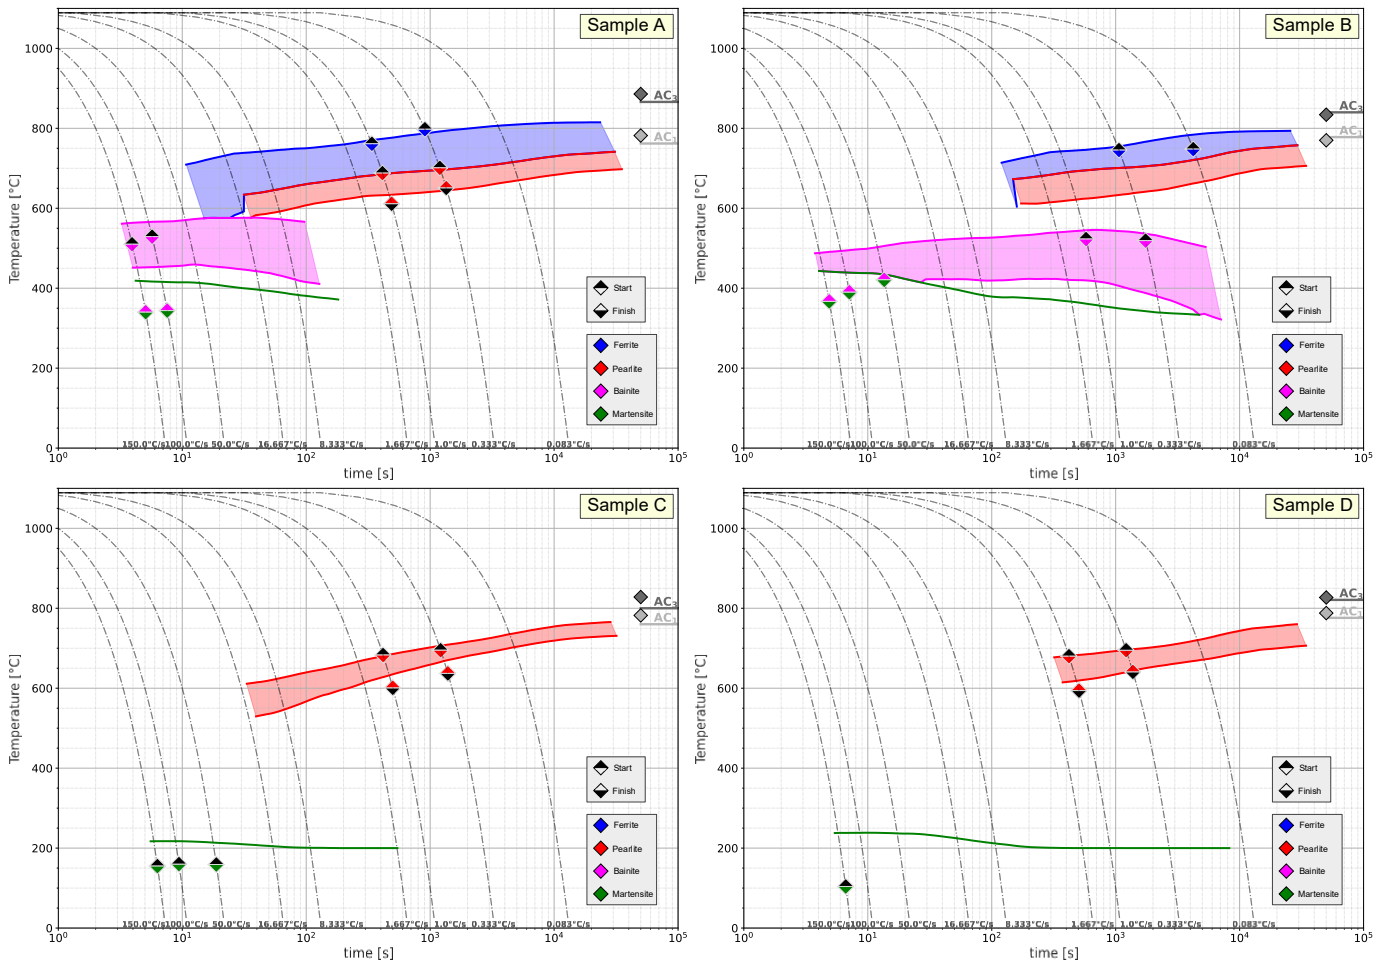 Sample A
1000
800
600
400
200
0
Temperature [°C]
AC3
AC1
Start
Finish
Ferrite
Pearlite
Bainite
Martensite
150.0°C/s 100.0°C/s 50.0°C/s 16.667°C/s 8.333°C/s 1.667°C/s 1.0°C/s 0.333°C/s 0.083°C/s
10^0 10^1 10^2 10^3 10^4 10^5
time [s]
Sample B
1000
800
600
400
200
0
Temperature [°C]
AC3
AC1
Start
Finish
Ferrite
Pearlite
Bainite
Martensite
150.0°C/s 100.0°C/s 50.0°C/s 16.667°C/s 8.333°C/s 1.667°C/s 1.0°C/s 0.333°C/s 0.083°C/s
10^0 10^1 10^2 10^3 10^4 10^5
time [s]
Sample C
1000
800
600
400
200
0
Temperature [°C]
AC3
AC1
Start
Finish
Ferrite
Pearlite
Bainite
Martensite
150.0°C/s 100.0°C/s 50.0°C/s 16.667°C/s 8.333°C/s 1.667°C/s 1.0°C/s 0.333°C/s 0.083°C/s
10^0 10^1 10^2 10^3 10^4 10^5
time [s]
Sample D
1000
800
600
400
200
0
Temperature [°C]
AC3
AC1
Start
Finish
Ferrite
Pearlite
Bainite
Martensite
150.0°C/s 100.0°C/s 50.0°C/s 16.667°C/s 8.333°C/s 1.667°C/s 1.0°C/s 0.333°C/s 0.083°C/s
10^0 10^1 10^2 10^3 10^4 10^5
time [s]